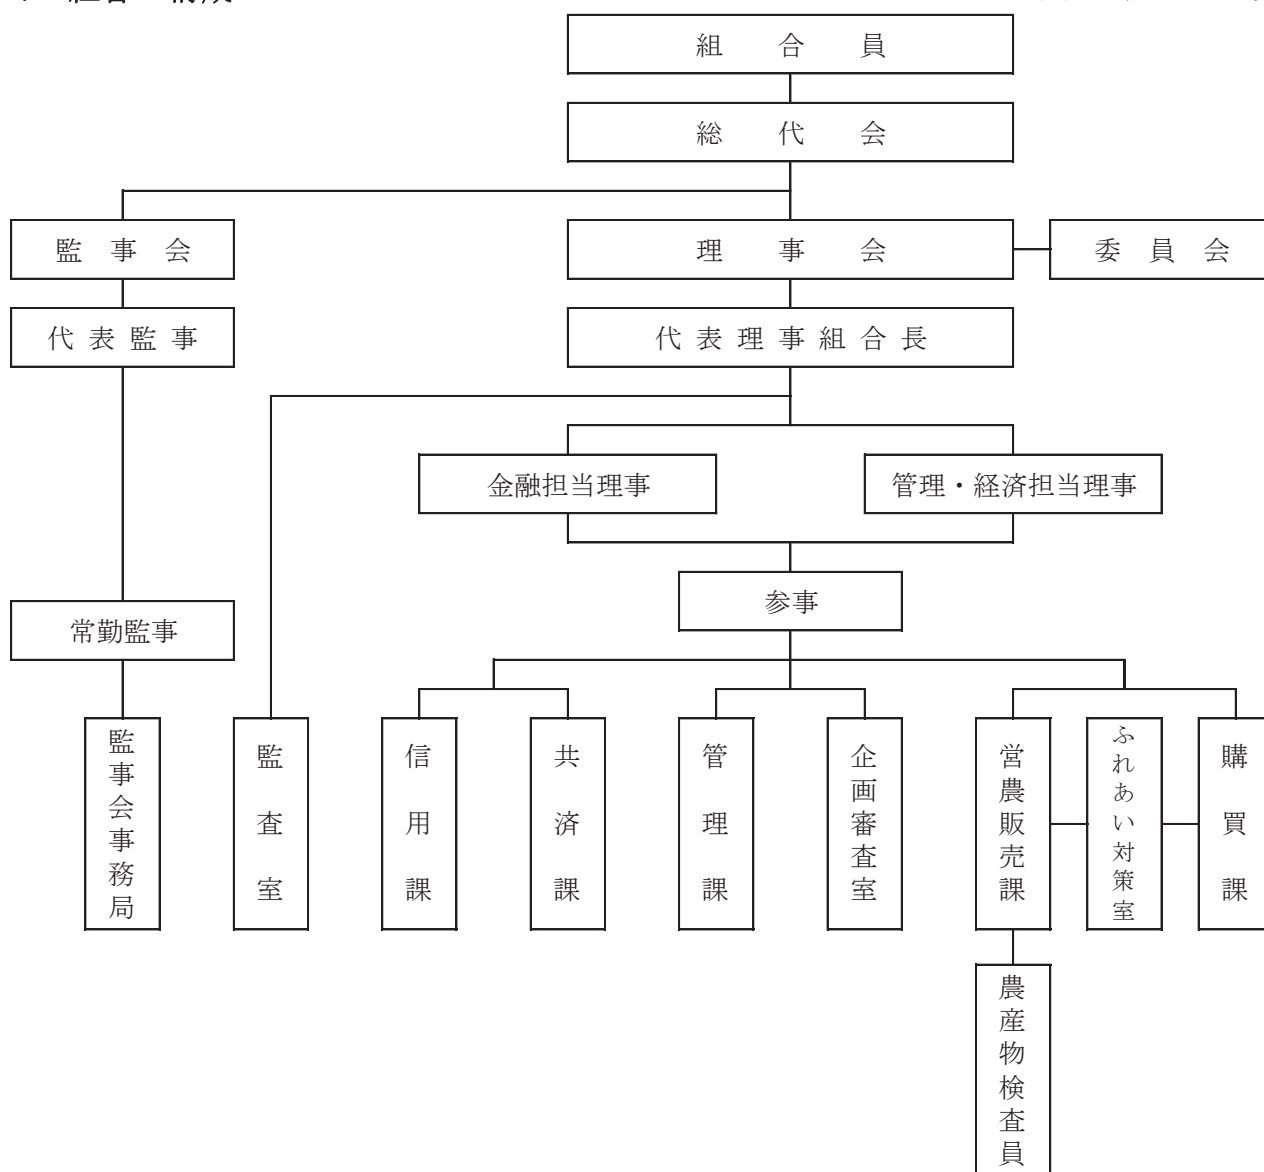 組合員
総代会
監事会
理事会
委員会
代表監事
代表理事組合長
金融担当理事
管理・経済担当理事
参事
常勤監事
監事会事務局
監査室
信用課
共済課
管理課
企画審査室
営農販売課
ふれあい対策室
購買課
農産物検査員